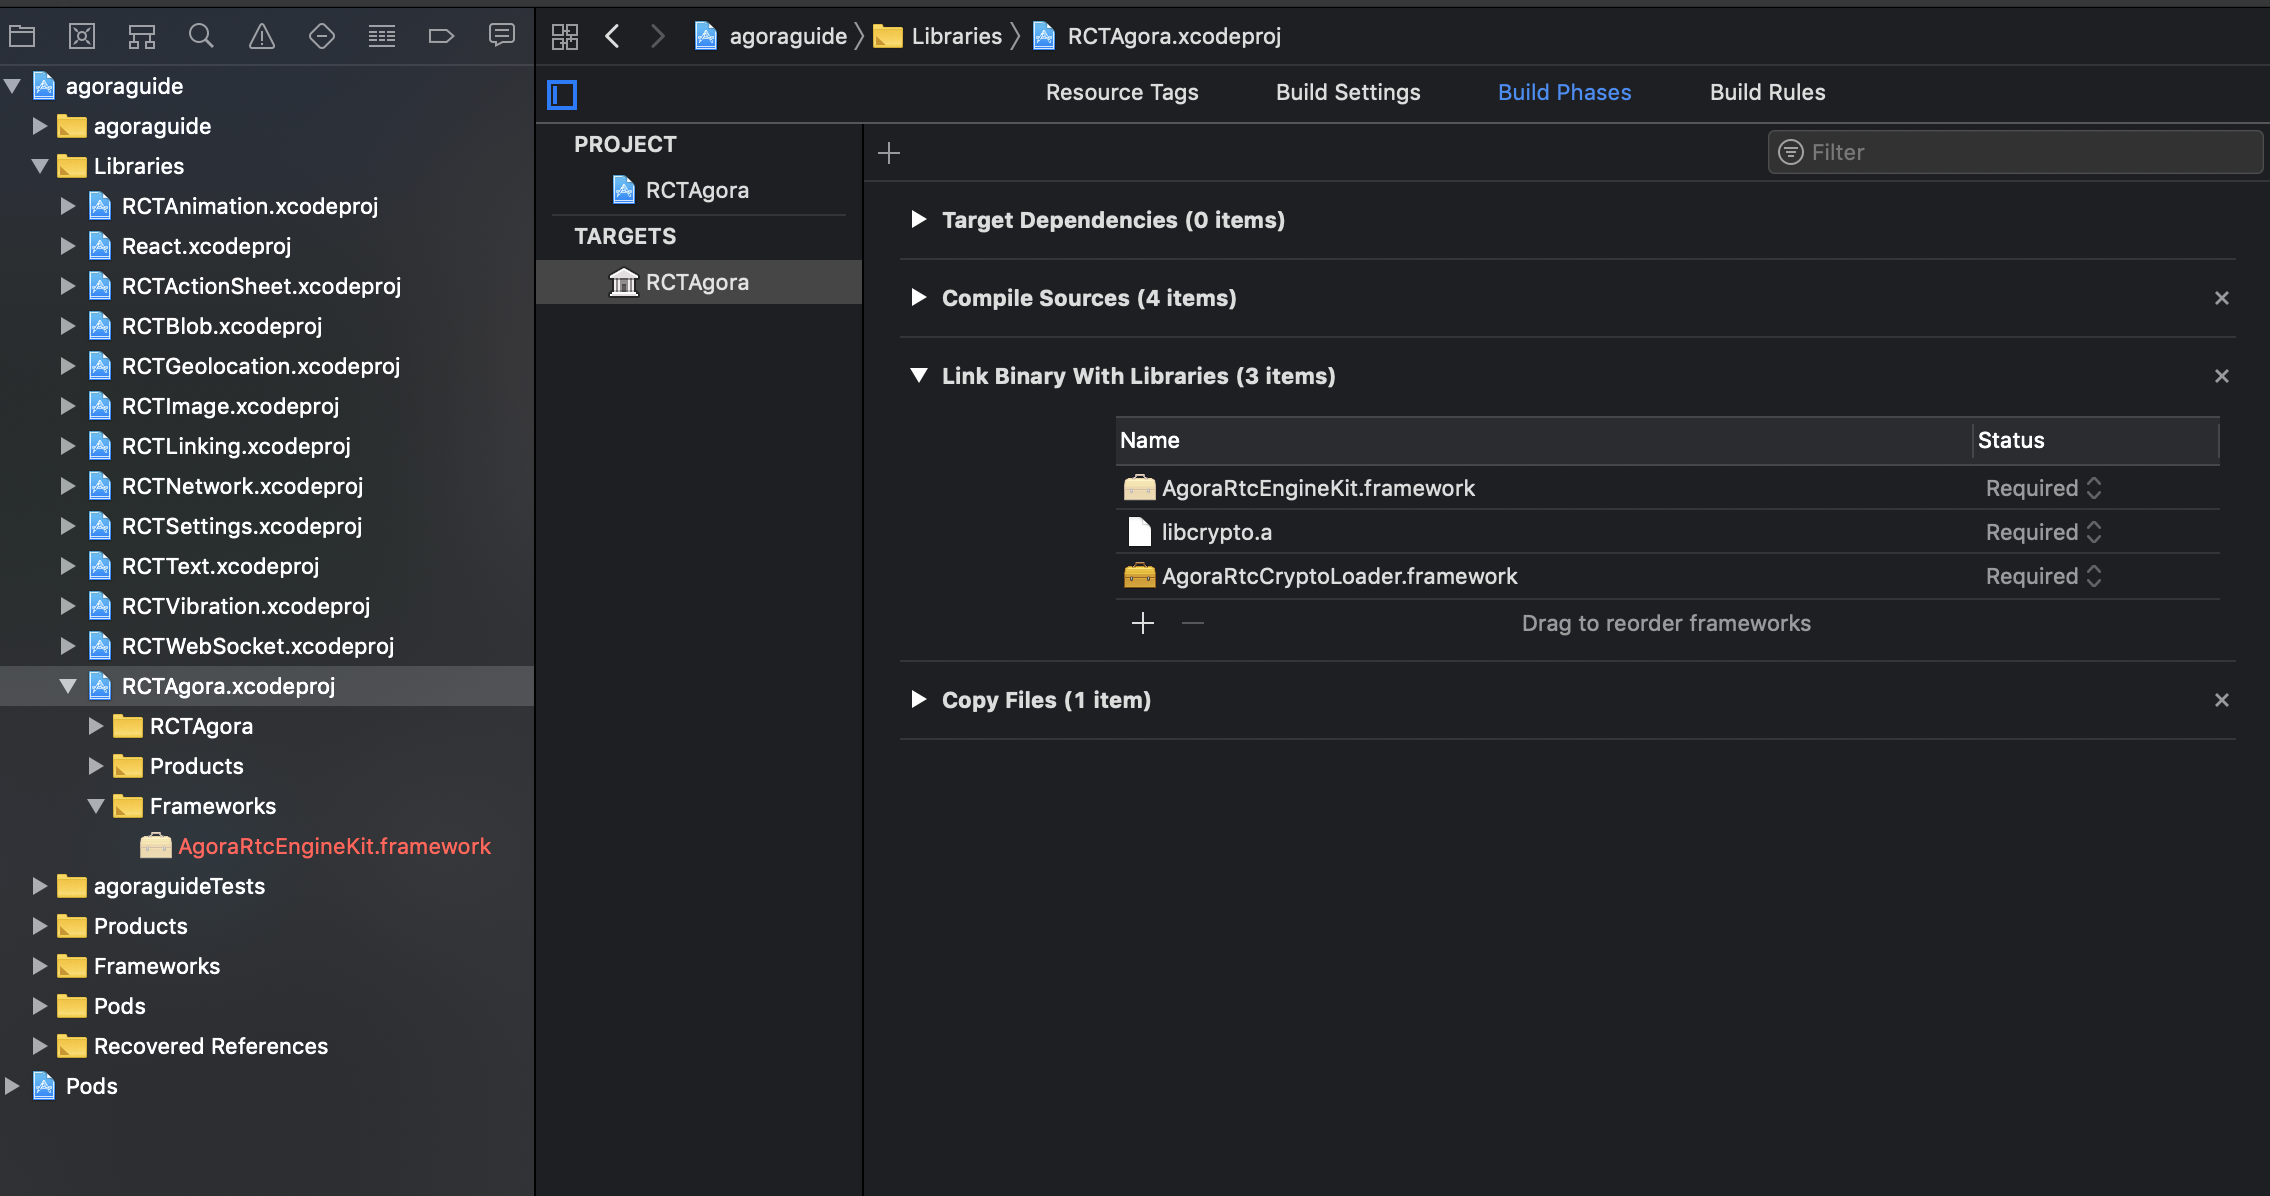 agoraguide
agoraguide
Libraries
RCTAnimation.xcodeproj
React.xcodeproj
RCTActionSheet.xcodeproj
RCTBlob.xcodeproj
RCTGeolocation.xcodeproj
RCTImage.xcodeproj
RCTLinking.xcodeproj
RCTNetwork.xcodeproj
RCTSettings.xcodeproj
RCTText.xcodeproj
RCTVibration.xcodeproj
RCTWebSocket.xcodeproj
RCTAgora.xcodeproj
RCTAgora
Products
Frameworks
AgoraRtcEngineKit.framework
agoraguideTests
Products
Frameworks
Pods
Recovered References
Pods
agoraguide Libraries RCTAgora.xcodeproj
Resource Tags Build Settings Build Phases Build Rules
PROJECT
RCTAgora
TARGETS
RCTAgora
Filter
Target Dependencies (0 items)
Compile Sources (4 items)
Link Binary With Libraries (3 items)
Name Status
AgoraRtcEngineKit.framework Required
libcrypto.a Required
AgoraRtcCryptoLoader.framework Required
Drag to reorder frameworks
Copy Files (1 item)